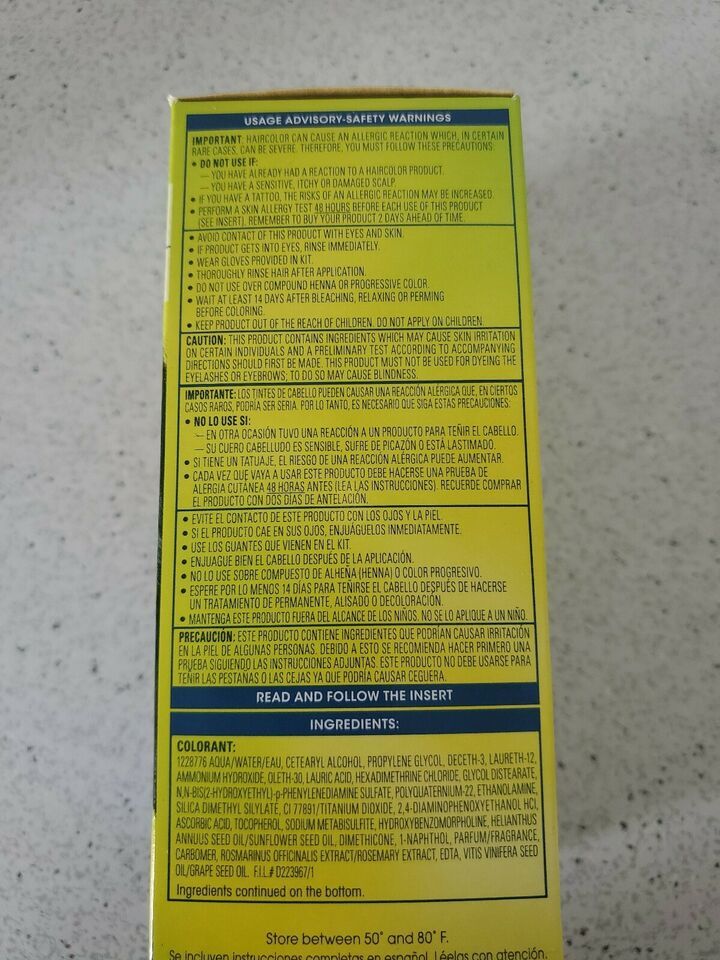 USAGE ADVISORY-SAFETY WARNINGS
IMPORTANT: HAIRCOLOR CAN CAUSE AN ALLERGIC REACTION WHICH, IN CERTAIN
RARE CASES, CAN BE SEVERE. THEREFORE, YOU MUST FOLLOW THESE PRECAUTIONS:
• DO NOT USE IF:
— YOU HAVE ALREADY HAD A REACTION TO A HAIRCOLOR PRODUCT.
— YOU HAVE A SENSITIVE, ITCHY OR DAMAGED SCALP
• IF YOU HAVE A TATTOO, THE RISKS OF AN ALLERGIC REACTION MAY BE INCREASED.
• PERFORM A SKIN ALLERGY TEST 48 HOURS BEFORE EACH USE OF THIS PRODUCT
(SEE INSERT). REMEMBER TO BUY YOUR PRODUCT 2 DAYS AHEAD OF TIME.
• AVOID CONTACT OF THIS PRODUCT WITH EYES AND SKIN.
• IF PRODUCT GETS INTO EYES, RINSE IMMEDIATELY.
• WEAR GLOVES PROVIDED IN KIT.
• THOROUGHLY RINSE HAIR AFTER APPLICATION.
• DO NOT USE OVER COMPOUND HENNA OR PROGRESSIVE COLOR.
• WAIT AT LEAST 14 DAYS AFTER BLEACHING, RELAXING OR PERMING
BEFORE COLORING.
• KEEP PRODUCT OUT OF THE REACH OF CHILDREN. DO NOT APPLY ON CHILDREN.
CAUTION: THIS PRODUCT CONTAINS INGREDIENTS WHICH MAY CAUSE SKIN IRRITATION
ON CERTAIN INDIVIDUALS AND A PRELIMINARY TEST ACCORDING TO ACCOMPANYING
DIRECTIONS SHOULD FIRST BE MADE. THIS PRODUCT MUST NOT BE USED FOR DYEING THE
EYELASHES OR EYEBROWS; TO DO SO MAY CAUSE BLINDNESS.
IMPORTANTE: LOS TINTES DE CABELLO PUEDEN CAUSAR UNA REACCIÓN ALÉRGICA QUE, EN CIERTOS
CASOS RAROS, PODRÍA SER SERIA. POR LO TANTO, ES NECESARIO QUE SIGA ESTAS PRECAUCIONES:
• NO LO USE SI:
— EN OTRA OCASIÓN TUVO UNA REACCIÓN A UN PRODUCTO PARA TEÑIR EL CABELLO.
— SU CUERO CABELLUDO ES SENSIBLE, SUFRE DE PICAZÓN O ESTÁ LASTIMADO.
• SI TIENE UN TATUAJE, EL RIESGO DE UNA REACCIÓN ALÉRGICA PUEDE AUMENTAR.
• CADA VEZ QUE VAYA A USAR ESTE PRODUCTO DEBE HACERSE UNA PRUEBA DE
ALERGIA CUTÁNEA 48 HORAS ANTES (LEA LAS INSTRUCCIONES). RECUERDE COMPRAR
EL PRODUCTO CON DOS DÍAS DE ANTELACIÓN.
• EVITE EL CONTACTO DE ESTE PRODUCTO CON LOS OJOS Y LA PIEL.
• SI EL PRODUCTO CAE EN SUS OJOS, ENJUÁGUELOS INMEDIATAMENTE.
• USE LOS GUANTES QUE VIENEN EN EL KIT.
• ENJUAGUE BIEN EL CABELLO DESPUÉS DE LA APLICACIÓN.
• NO LO USE SOBRE COMPUESTO DE ALHEÑA (HENNA) O COLOR PROGRESIVO.
• ESPERE POR LO MENOS 14 DÍAS PARA TEÑIRSE EL CABELLO DESPUÉS DE HACERSE
UN TRATAMIENTO DE PERMANENTE, ALISADO O DECOLORACIÓN.
• MANTENGA ESTE PRODUCTO FUERA DEL ALCANCE DE LOS NIÑOS. NO SE LO APLIQUE A UN NIÑO.
PRECAUCIÓN: ESTE PRODUCTO CONTIENE INGREDIENTES QUE PODRÍAN CAUSAR IRRITACIÓN
EN LA PIEL DE ALGUNAS PERSONAS. DEBIDO A ESTO SE RECOMIENDA HACER PRIMERO UNA
PRUEBA SIGUIENDO LAS INSTRUCCIONES ADJUNTAS. ESTE PRODUCTO NO DEBE USARSE PARA
TEÑIR LAS PESTAÑAS O LAS CEJAS YA QUE PODRÍA CAUSAR CEGUERA.
READ AND FOLLOW THE INSERT
INGREDIENTS:
COLORANT:
1228776 AQUA/WATER/EAU, CETEARYL ALCOHOL, PROPYLENE GLYCOL, DECETH-3, LAURETH-12,
AMMONIUM HYDROXIDE, OLETH-30, LAURIC ACID, HEXADIMETHRINE CHLORIDE, GLYCOL DISTEARATE,
N,N-BIS(2-HYDROXYETHYL)-p-PHENYLENEDIAMINE SULFATE, POLYQUATERNIUM-22, ETHANOLAMINE,
SILICA DIMETHYL SILYLATE, CI 77891/TITANIUM DIOXIDE, 2,4-DIAMINOPHENOXYETHANOL HCl,
ASCORBIC ACID, TOCOPHEROL, SODIUM METABISULFITE, HYDROXYBENZOMORPHOLINE, HELIANTHUS
ANNUUS SEED OIL/SUNFLOWER SEED OIL, DIMETHICONE, 1-NAPHTHOL, PARFUM/FRAGRANCE,
CARBOMER, ROSMARINUS OFFICINALIS EXTRACT/ROSEMARY EXTRACT, EDTA, VITIS VINIFERA SEED
OIL/GRAPE SEED OIL. F.I.L.# D223967/1
Ingredients continued on the bottom.
Store between 50° and 80° F.
Se incluyen instrucciones completas en español. Léelas con atención.